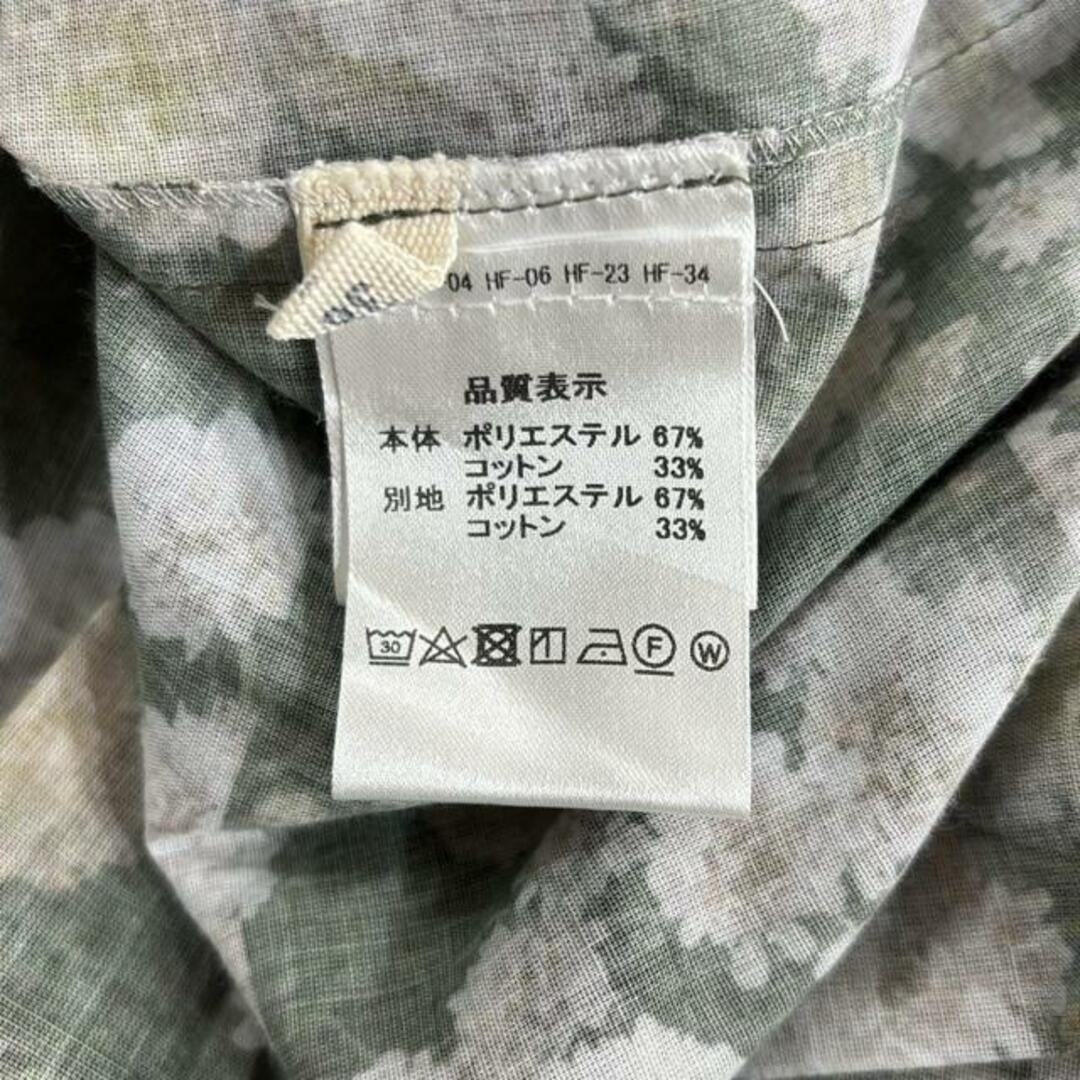 04 HF-06 HF-23 HF-34
品質表示
本体 ポリエステル 67%
コットン 33%
別地 ポリエステル 67%
コットン 33%
30 F W